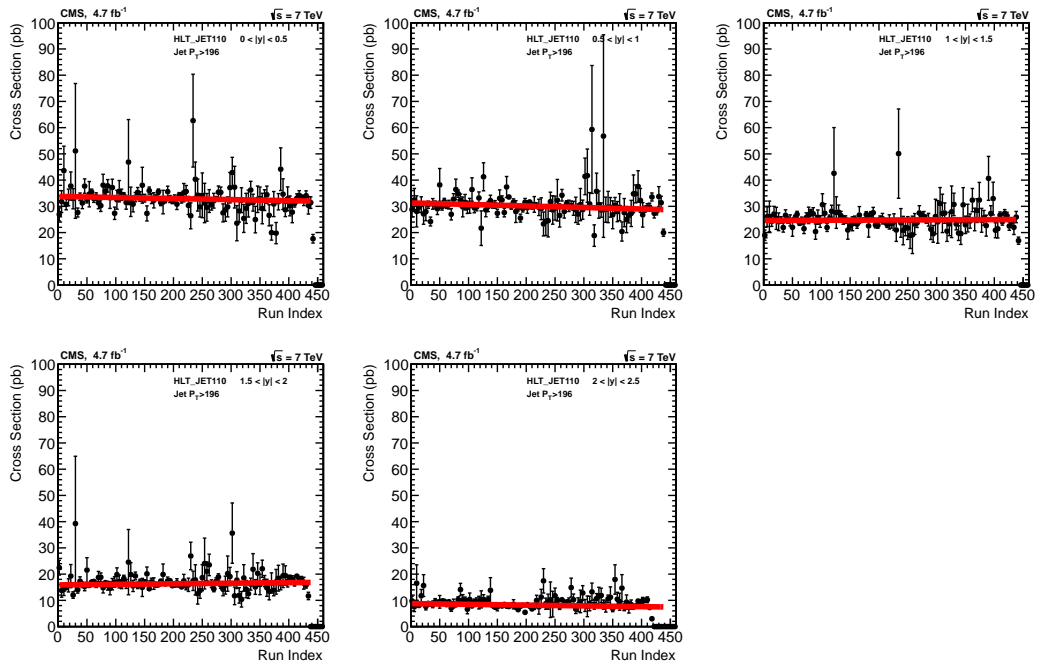 CMS, 4.7 fb-1 √s = 7 TeV
HLT_JET110 0 < |y| < 0.5
Jet PT>196
Cross Section (pb)
100
90
80
70
60
50
40
30
20
10
0
0 50 100 150 200 250 300 350 400 450
Run Index
CMS, 4.7 fb-1 √s = 7 TeV
HLT_JET110 0.5 < |y| < 1
Jet PT>196
Cross Section (pb)
100
90
80
70
60
50
40
30
20
10
0
0 50 100 150 200 250 300 350 400 450
Run Index
CMS, 4.7 fb-1 √s = 7 TeV
HLT_JET110 1 < |y| < 1.5
Jet PT>196
Cross Section (pb)
100
90
80
70
60
50
40
30
20
10
0
0 50 100 150 200 250 300 350 400 450
Run Index
CMS, 4.7 fb-1 √s = 7 TeV
HLT_JET110 1.5 < |y| < 2
Jet PT>196
Cross Section (pb)
100
90
80
70
60
50
40
30
20
10
0
0 50 100 150 200 250 300 350 400 450
Run Index
CMS, 4.7 fb-1 √s = 7 TeV
HLT_JET110 2 < |y| < 2.5
Jet PT>196
Cross Section (pb)
100
90
80
70
60
50
40
30
20
10
0
0 50 100 150 200 250 300 350 400 450
Run Index